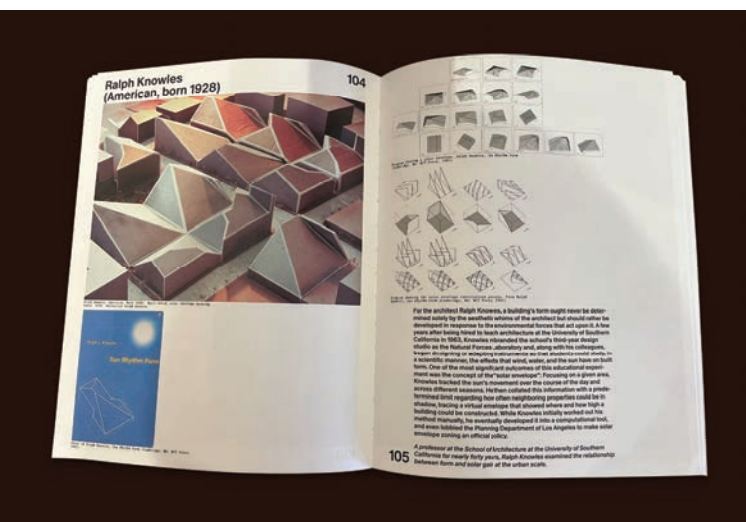 Ralph Knowles
(American, born 1928)
104
Sun Rhythm Form
For the architect Ralph Knowles, a building's form ought never be deter-
mined solely by the aesthetic whims of the architect but should rather be
developed in response to the environmental forces that act upon it. A few
years after being hired to teach architecture at the University of Southern
California in 1963, Knowles rebranded the school's third-year design
studio as the Natural Forces Laboratory and, along with his colleagues,
began designing or adapting instruments so that students could study, in
a scientific manner, the effects that wind, water, and the sun have on built
form. One of the most significant outcomes of this educational experi-
ment was the concept of the "solar envelope": Focusing on a given area,
Knowles tracked the sun's movement over the course of the day and
across different seasons. He then collated this information with a prede-
termined limit regarding how often neighboring properties could be in
shadow, tracing a virtual envelope that showed where and how high a
building could be constructed. While Knowles initially worked out his
method manually, he eventually developed it into a computational tool,
and even lobbied the Planning Department of Los Angeles to make solar
envelope zoning an official policy.
105
A professor at the School of Architecture at the University of Southern
California for nearly forty years, Ralph Knowles examined the relationship
between form and solar gain at the urban scale.